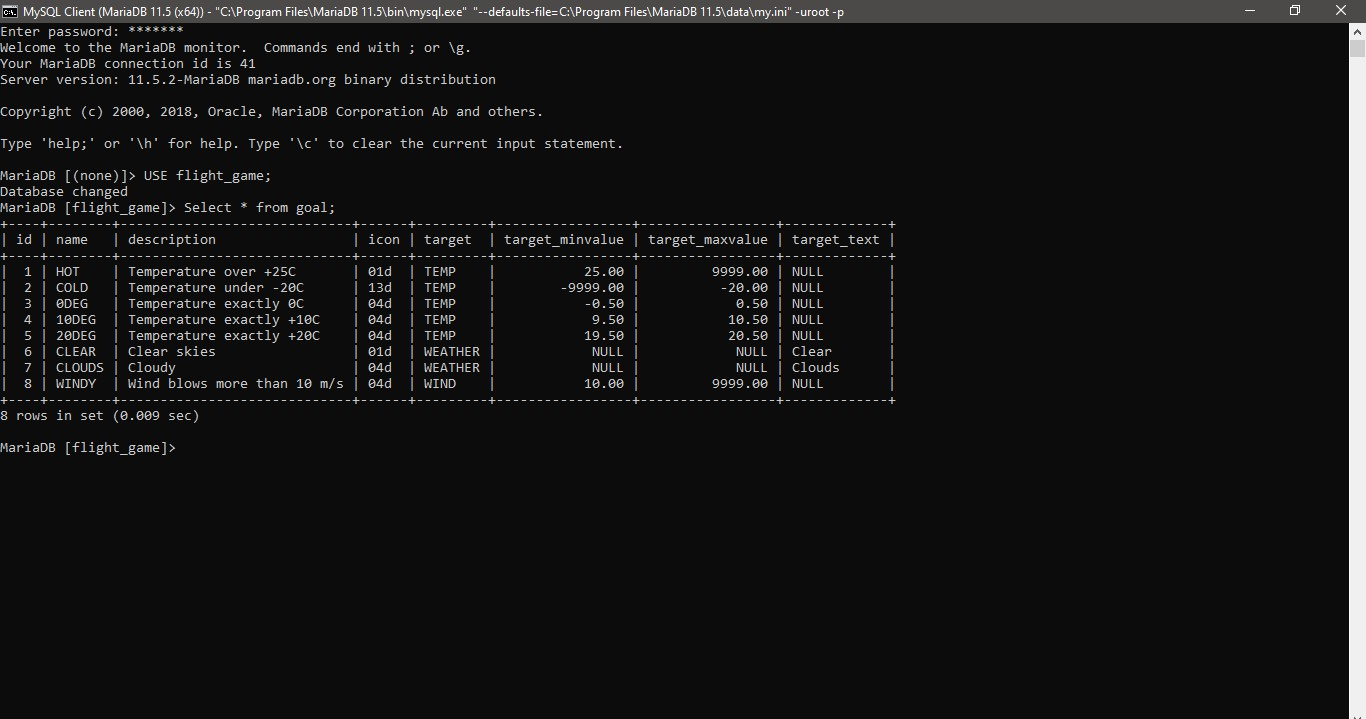 MySQL Client (MariaDB 11.5 (x64)) - "C:\Program Files\MariaDB 11.5\bin\mysql.exe" "--defaults-file=C:\Program Files\MariaDB 11.5\data\my.ini" -uroot -p
Enter password: *******
Welcome to the MariaDB monitor.  Commands end with ; or \g.
Your MariaDB connection id is 41
Server version: 11.5.2-MariaDB mariadb.org binary distribution

Copyright (c) 2000, 2018, Oracle, MariaDB Corporation Ab and others.

Type 'help;' or '\h' for help. Type '\c' to clear the current input statement.

MariaDB [(none)]> USE flight_game;
Database changed
MariaDB [flight_game]> Select * from goal;
+----+--------+-----------------------------+------+---------+-----------------+-----------------+-------------+
| id | name   | description                 | icon | target  | target_minvalue | target_maxvalue | target_text |
+----+--------+-----------------------------+------+---------+-----------------+-----------------+-------------+
|  1 | HOT    | Temperature over +25C       | 01d  | TEMP    |           25.00 |         9999.00 | NULL        |
|  2 | COLD   | Temperature under -20C      | 13d  | TEMP    |        -9999.00 |          -20.00 | NULL        |
|  3 | 0DEG   | Temperature exactly 0C      | 04d  | TEMP    |           -0.50 |            0.50 | NULL        |
|  4 | 10DEG  | Temperature exactly +10C    | 04d  | TEMP    |            9.50 |           10.50 | NULL        |
|  5 | 20DEG  | Temperature exactly +20C    | 04d  | TEMP    |           19.50 |           20.50 | NULL        |
|  6 | CLEAR  | Clear skies                 | 01d  | WEATHER |            NULL |            NULL | Clear       |
|  7 | CLOUDS | Cloudy                      | 04d  | WEATHER |            NULL |            NULL | Clouds      |
|  8 | WINDY  | Wind blows more than 10 m/s | 04d  | WIND    |           10.00 |         9999.00 | NULL        |
+----+--------+-----------------------------+------+---------+-----------------+-----------------+-------------+
8 rows in set (0.009 sec)

MariaDB [flight_game]>